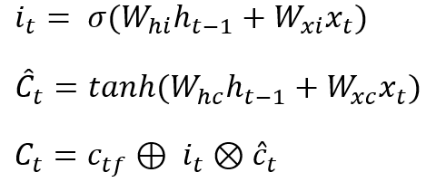 i_t = σ(W_{hi}h_{t−1} + W_{xi}x_t)
Ĉ_t = tanh(W_{hc}h_{t−1} + W_{xc}x_t)
C_t = c_{tf} ⊕ i_t ⊗ ĉ_t